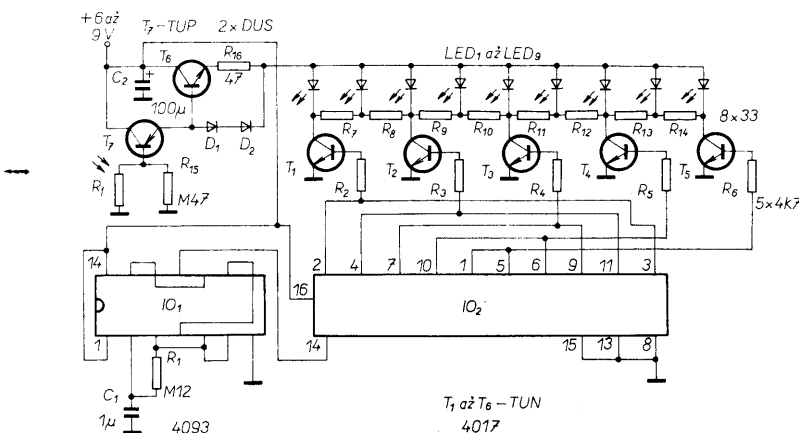 +6 až
9V
T₇-TUP
2×DUS
T₆
R₁₆
47
C₂
+
100µ
T₇
D₁
D₂
R₁
R₁₅
M47
LED₁ až LED₉
R₇
R₈
R₉
R₁₀
R₁₁
R₁₂
R₁₃
R₁₄
8×33
T₁
T₂
T₃
T₄
T₅
R₂
R₃
R₄
R₅
R₆
5×4k7
14
IO₁
1
R₁
M12
C₁
1µ
4093
2
4
7
10
1
5
6
9
11
3
16
IO₂
14
15
13
8
T₁ až T₆-TUN
4017